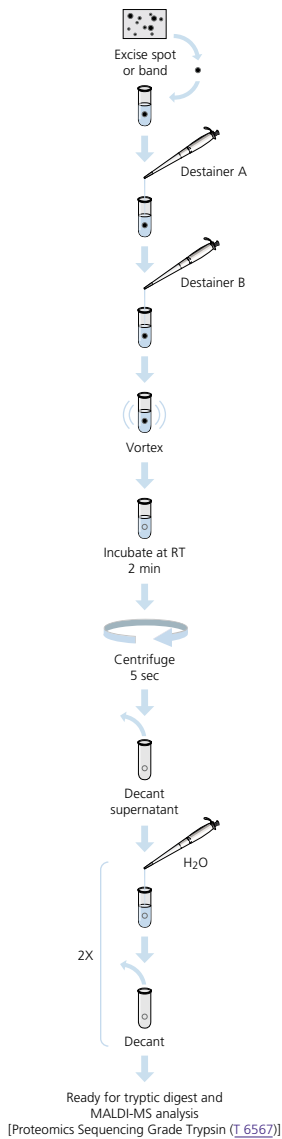 Excise spot
or band
Destainer A
Destainer B
Vortex
Incubate at RT
2 min
Centrifuge
5 sec
Decant
supernatant
H₂O
2X
Decant
Ready for tryptic digest and
MALDI-MS analysis
[Proteomics Sequencing Grade Trypsin (T 6567)]